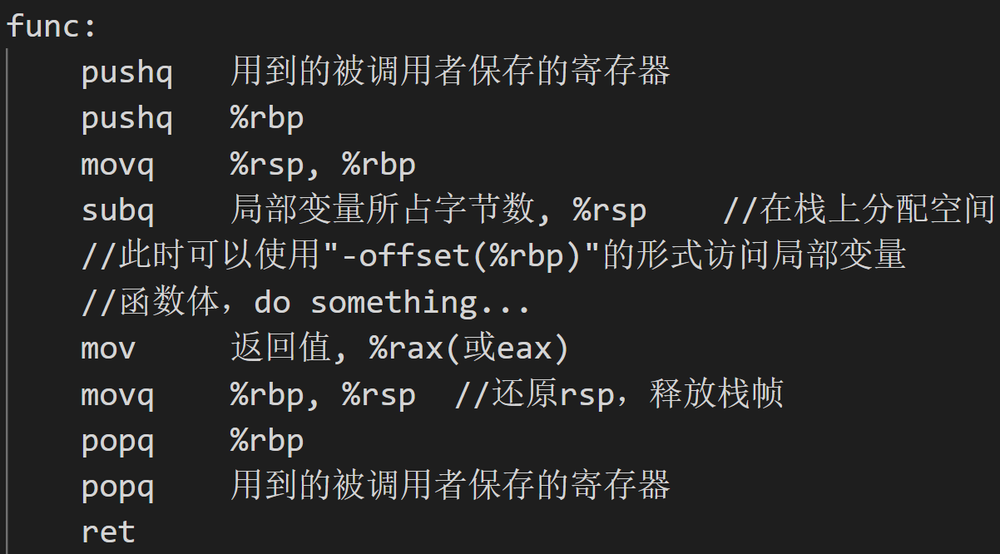 func:
    pushq   用到的被调用者保存的寄存器
    pushq   %rbp
    movq    %rsp, %rbp
    subq    局部变量所占字节数, %rsp    //在栈上分配空间
    //此时可以使用"-offset(%rbp)"的形式访问局部变量
    //函数体，do something...
    mov     返回值, %rax(或eax)
    movq    %rbp, %rsp  //还原rsp，释放栈帧
    popq    %rbp
    popq    用到的被调用者保存的寄存器
    ret